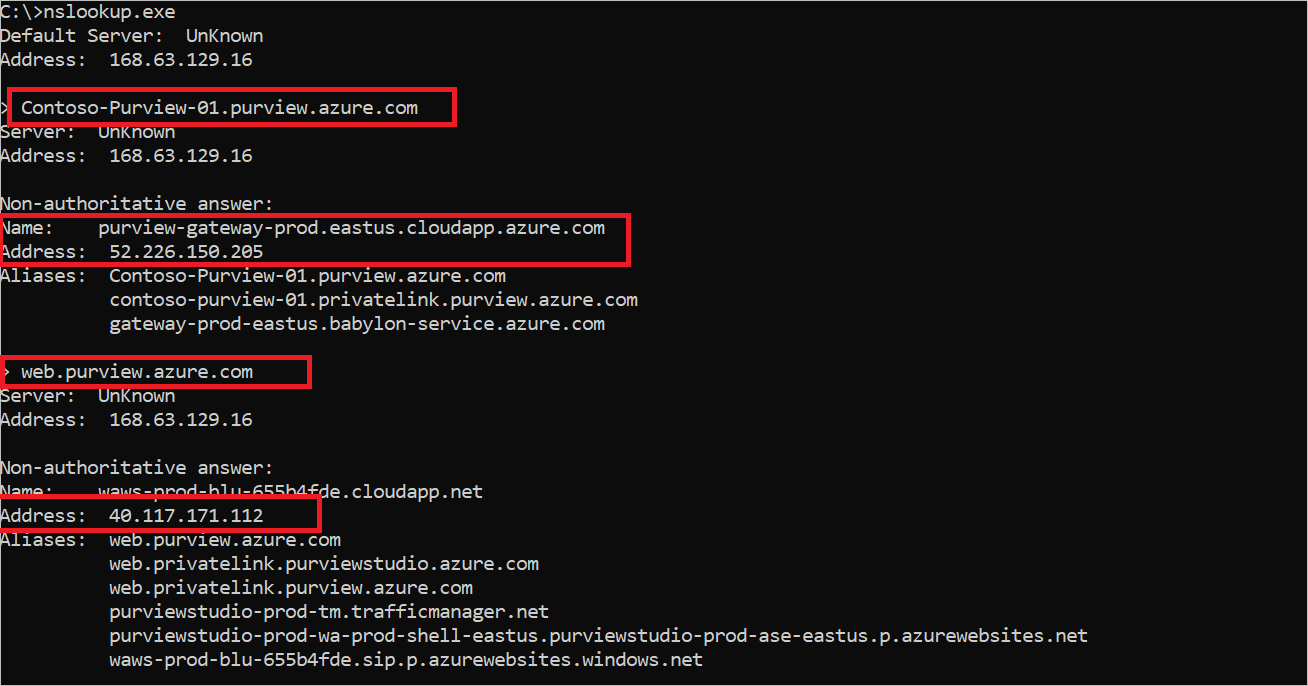 C:\>nslookup.exe
Default Server:  UnKnown
Address:  168.63.129.16
> Contoso-Purview-01.purview.azure.com
Server:  UnKnown
Address:  168.63.129.16
Non-authoritative answer:
Name:    purview-gateway-prod.eastus.cloudapp.azure.com
Address:  52.226.150.205
Aliases:  Contoso-Purview-01.purview.azure.com
contoso-purview-01.privatelink.purview.azure.com
gateway-prod-eastus.babylon-service.azure.com
> web.purview.azure.com
Server:  UnKnown
Address:  168.63.129.16
Non-authoritative answer:
Name:    waws-prod-blu-655b4fde.cloudapp.net
Address:  40.117.171.112
Aliases:  web.purview.azure.com
web.privatelink.purviewstudio.azure.com
web.privatelink.purview.azure.com
purviewstudio-prod-tm.trafficmanager.net
purviewstudio-prod-wa-prod-shell-eastus.purviewstudio-prod-ase-eastus.p.azurewebsites.net
waws-prod-blu-655b4fde.sip.p.azurewebsites.windows.net